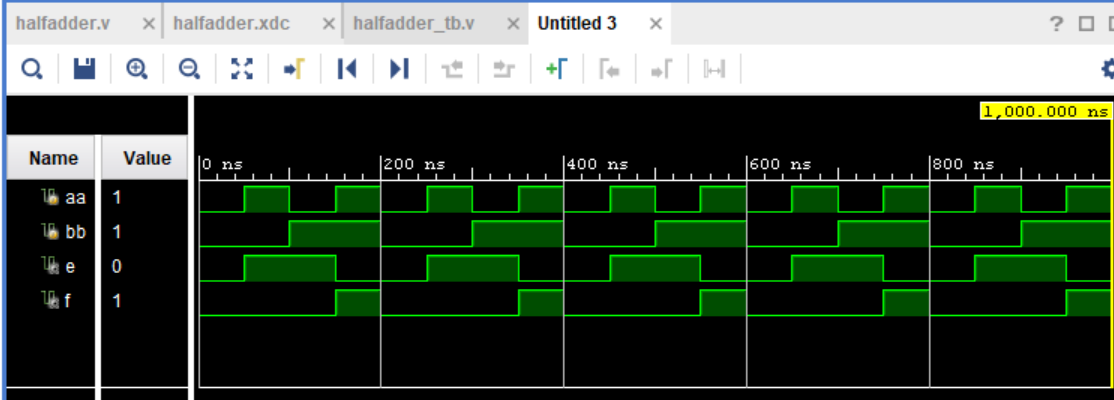 halfadder.v × halfadder.xdc × halfadder_tb.v × Untitled 3 × ?
1,000.000 ns
Name Value 0 ns 200 ns 400 ns 600 ns 800 ns
aa 1
bb 1
e 0
f 1